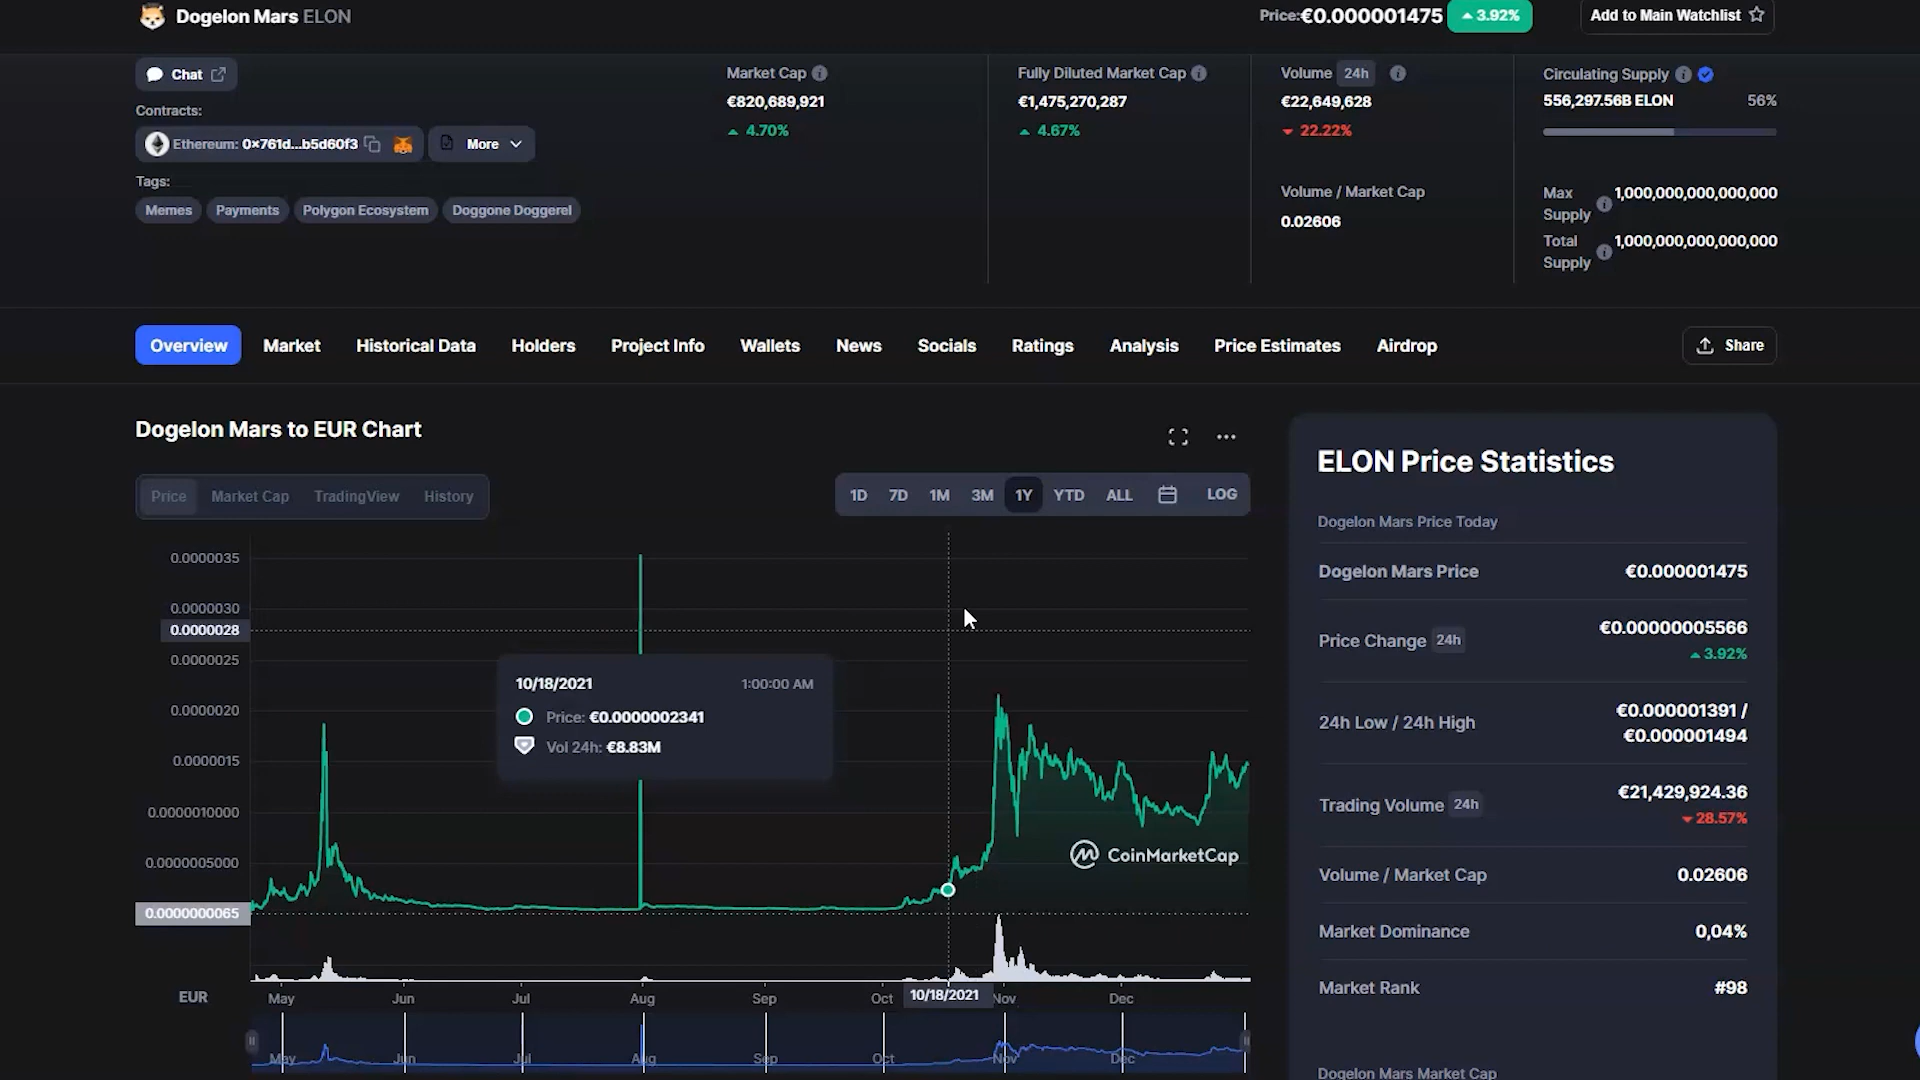 Dogelon Mars ELON
Price:€0.000001475 3.92%
Add to Main Watchlist
Chat
Contracts:
Ethereum: 0x761d...b5d60f3
More
Tags:
Memes
Payments
Polygon Ecosystem
Doggone Doggerel
Market Cap
€820,689,921
4.70%
Fully Diluted Market Cap
€1,475,270,287
4.67%
Volume 24h
€22,649,628
22.22%
Volume / Market Cap
0.02606
Circulating Supply
556,297.56B ELON 56%
Max Supply 1,000,000,000,000,000
Total Supply 1,000,000,000,000,000
Overview
Market
Historical Data
Holders
Project Info
Wallets
News
Socials
Ratings
Analysis
Price Estimates
Airdrop
Share
Dogelon Mars to EUR Chart
Price
Market Cap
TradingView
History
1D
7D
1M
3M
1Y
YTD
ALL
LOG
0.0000035
0.0000030
0.0000028
0.0000025
0.0000020
0.0000015
0.0000010000
0.0000005000
0.0000000065
10/18/2021 1:00:00 AM
Price: €0.0000002341
Vol 24h: €8.83M
CoinMarketCap
EUR
May
Jun
Jul
Aug
Sep
Oct
10/18/2021
Nov
Dec
May
Jun
Jul
Aug
Sep
Oct
Nov
Dec
ELON Price Statistics
Dogelon Mars Price Today
Dogelon Mars Price €0.000001475
Price Change 24h €0.00000005566
3.92%
24h Low / 24h High €0.000001391 /
€0.000001494
Trading Volume 24h €21,429,924.36
28.57%
Volume / Market Cap 0.02606
Market Dominance 0,04%
Market Rank #98
Dogelon Mars Market Cap